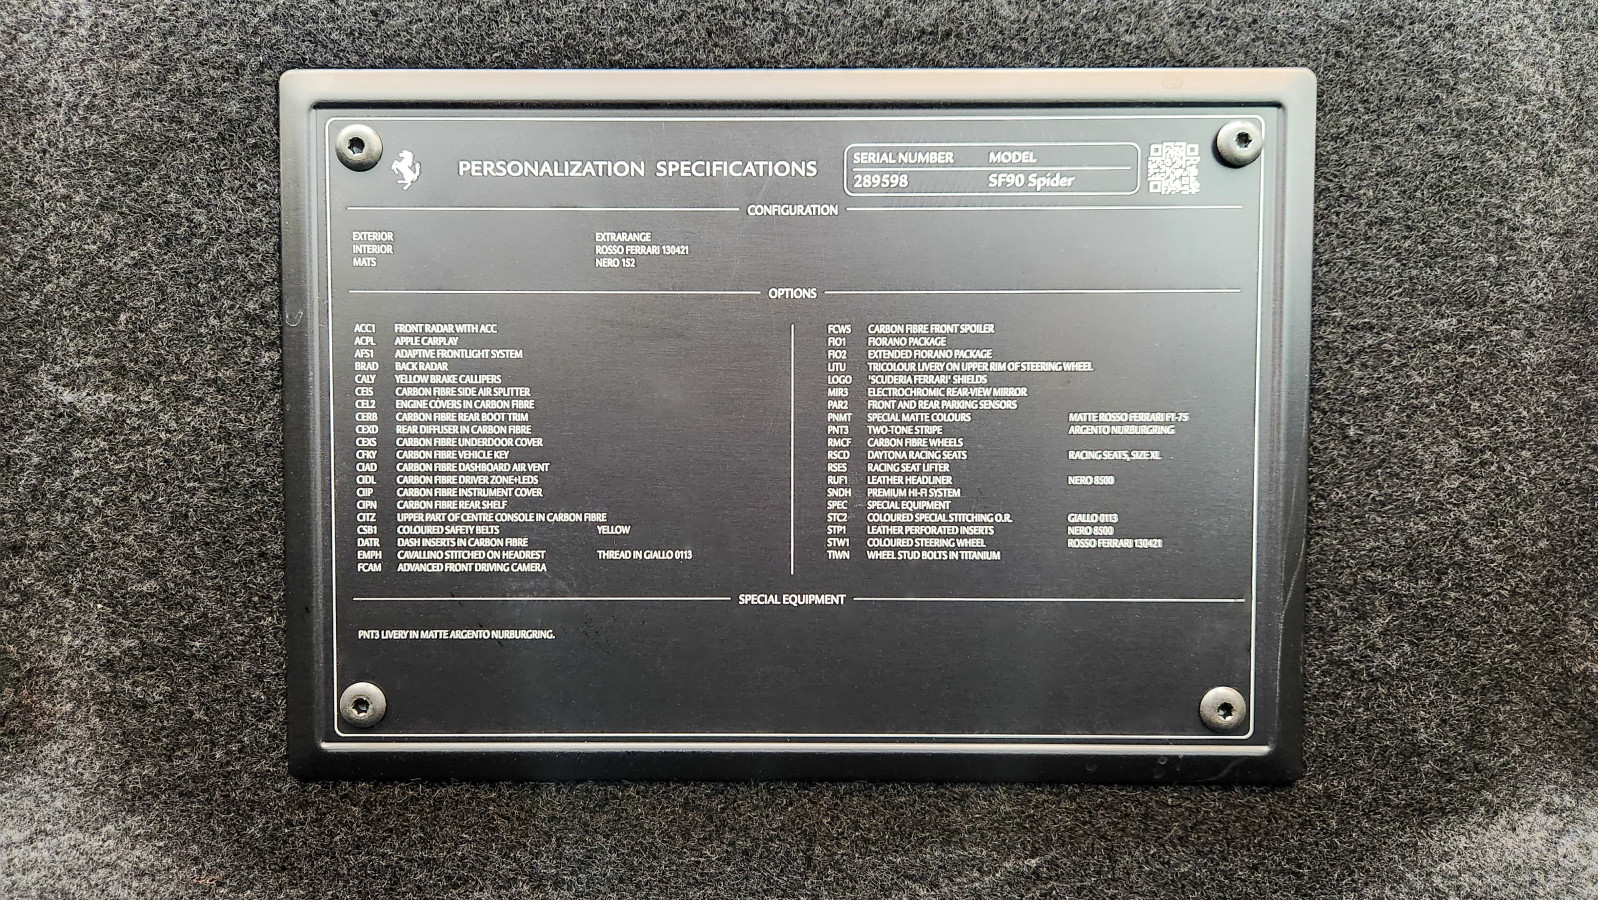 PERSONALIZATION SPECIFICATIONS
SERIAL NUMBER MODEL
289598 SF90 Spider
CONFIGURATION
EXTERIOR EXTRARANGE
INTERIOR ROSSO FERRARI 130421
MATS NERO 152
OPTIONS
ACC1 FRONT RADAR WITH ACC
ACPL APPLE CARPLAY
AFS1 ADAPTIVE FRONTLIGHT SYSTEM
BRAD BACK RADAR
CALY YELLOW BRAKE CALLIPERS
CEIS CARBON FIBRE SIDE AIR SPLITTER
CEL2 ENGINE COVERS IN CARBON FIBRE
CERB CARBON FIBRE REAR BOOT TRIM
CEXD REAR DIFFUSER IN CARBON FIBRE
CEXS CARBON FIBRE UNDERDOOR COVER
CFKY CARBON FIBRE VEHICLE KEY
CIAD CARBON FIBRE DASHBOARD AIR VENT
CIDL CARBON FIBRE DRIVER ZONE+LEDS
CIIP CARBON FIBRE INSTRUMENT COVER
CIPN CARBON FIBRE REAR SHELF
CITZ UPPER PART OF CENTRE CONSOLE IN CARBON FIBRE
CSB1 COLOURED SAFETY BELTS YELLOW
DATR DASH INSERTS IN CARBON FIBRE
EMPH CAVALLINO STITCHED ON HEADREST THREAD IN GIALLO 0113
FCAM ADVANCED FRONT DRIVING CAMERA
FCWS CARBON FIBRE FRONT SPOILER
FIO1 FIORANO PACKAGE
FIO2 EXTENDED FIORANO PACKAGE
LITU TRICOLOUR LIVERY ON UPPER RIM OF STEERING WHEEL
LOGO 'SCUDERIA FERRARI' SHIELDS
MIR3 ELECTROCHROMIC REAR-VIEW MIRROR
PAR2 FRONT AND REAR PARKING SENSORS
PNMT SPECIAL MATTE COLOURS MATTE ROSSO FERRARI F1-75
PNT3 TWO-TONE STRIPE ARGENTO NURBURGRING
RMCF CARBON FIBRE WHEELS
RSCD DAYTONA RACING SEATS RACING SEATS, SIZE XL
RSES RACING SEAT LIFTER
RUF1 LEATHER HEADLINER NERO 8500
SNDH PREMIUM HI-FI SYSTEM
SPEC SPECIAL EQUIPMENT
STC2 COLOURED SPECIAL STITCHING O.R. GIALLO 0113
STP1 LEATHER PERFORATED INSERTS NERO 8500
STW1 COLOURED STEERING WHEEL ROSSO FERRARI 130421
TIWN WHEEL STUD BOLTS IN TITANIUM
SPECIAL EQUIPMENT
PNT3 LIVERY IN MATTE ARGENTO NURBURGRING.